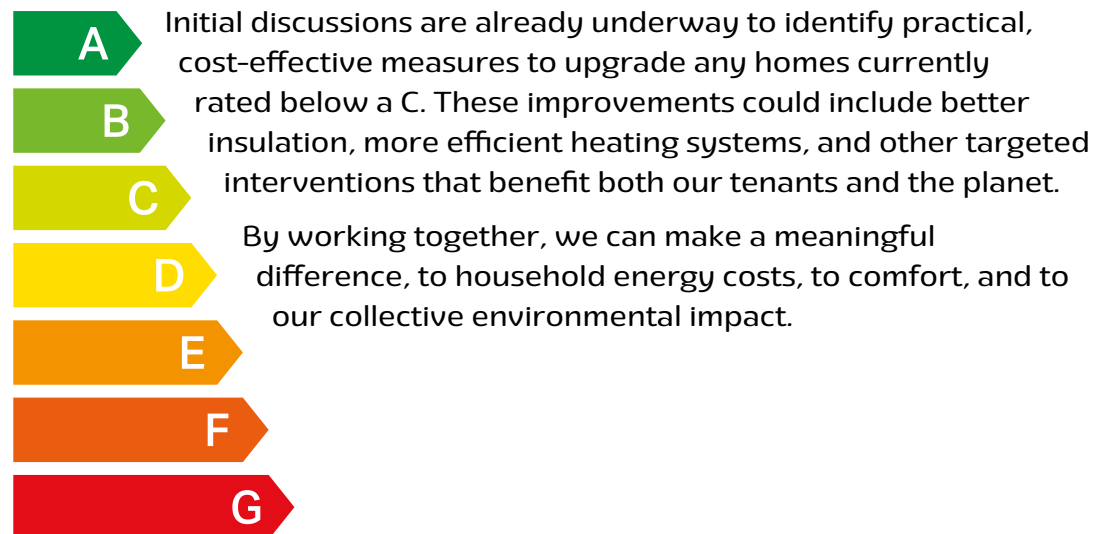 A
Initial discussions are already underway to identify practical,
cost-effective measures to upgrade any homes currently
B
rated below a C. These improvements could include better
insulation, more efficient heating systems, and other targeted
C
interventions that benefit both our tenants and the planet.
By working together, we can make a meaningful
D
difference, to household energy costs, to comfort, and to
our collective environmental impact.
E
F
G